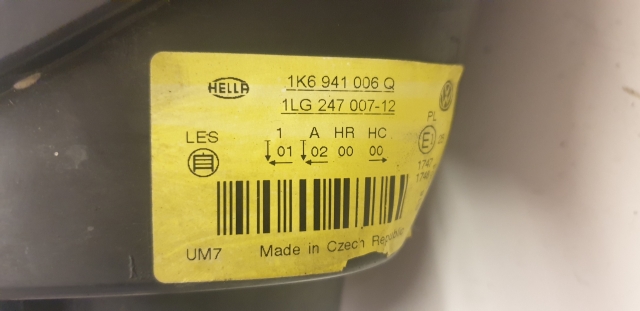 HELLA
1K6 941 006 Q
1LG 247 007-12
LES
1 A HR HC
01 02 00 00
PL
E
1747
UM7
Made in Czech Republic